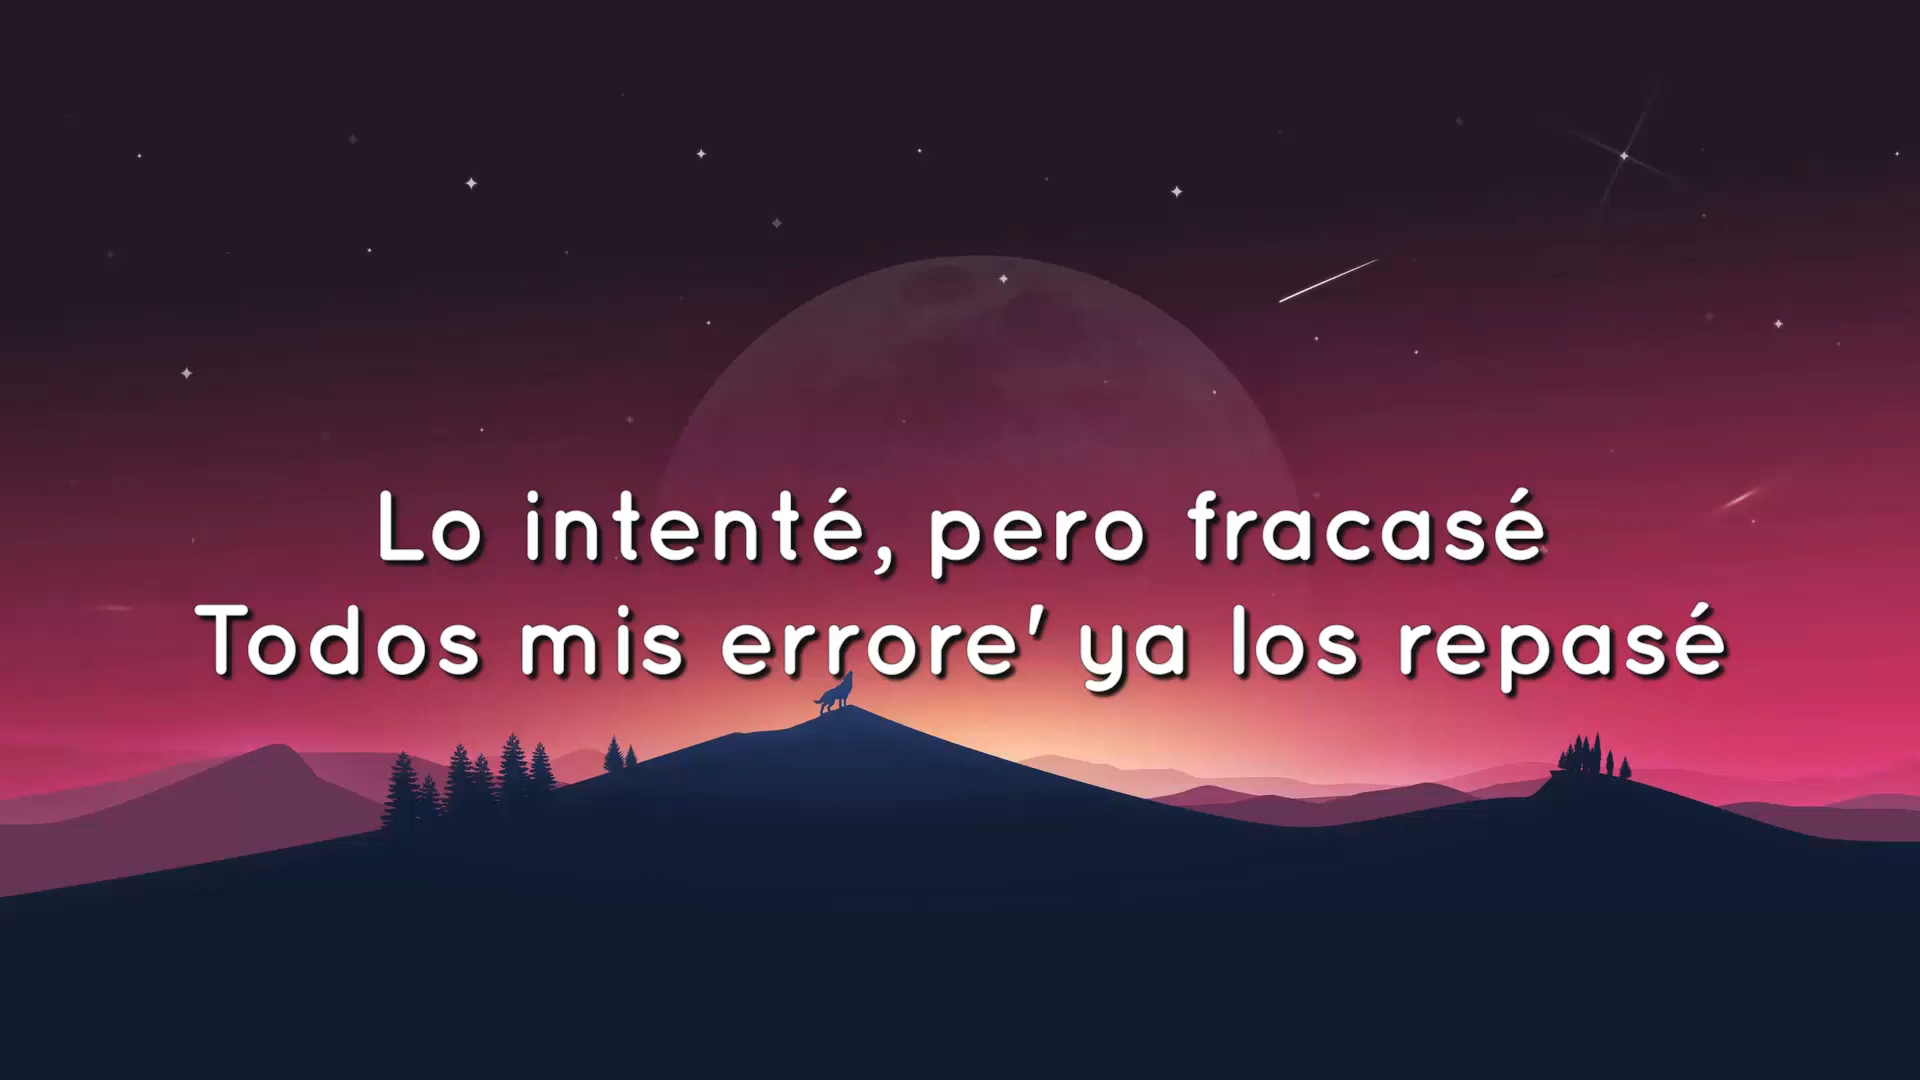 Lo intenté, pero fracasé
Todos mis errore' ya los repasé